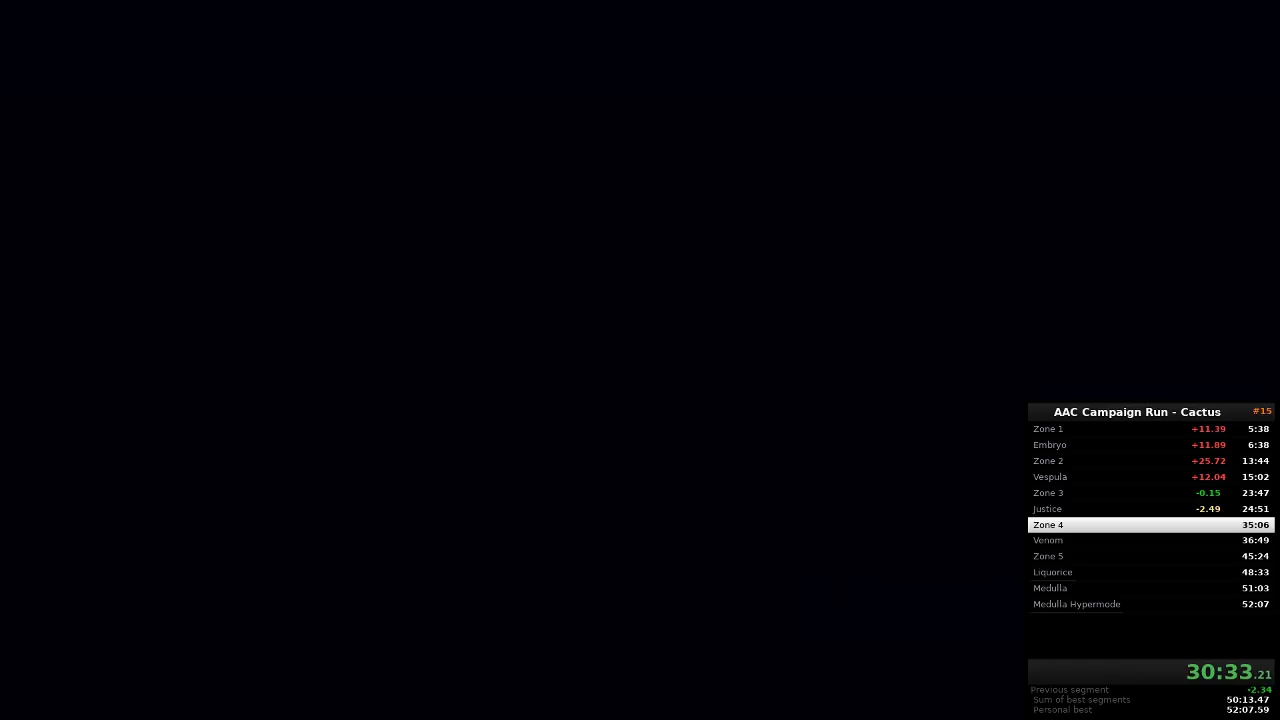 AAC Campaign Run - Cactus #15
Zone 1 +11.39 5:38
Embryo +11.89 6:38
Zone 2 +25.72 13:44
Vespula +12.04 15:02
Zone 3 -0.15 23:47
Justice -2.49 24:51
Zone 4 35:06
Venom 36:49
Zone 5 45:24
Liquorice 48:33
Medulla 51:03
Medulla Hypermode 52:07
30:33.21
Previous segment -2.34
Sum of best segments 50:13.47
Personal best 52:07.59